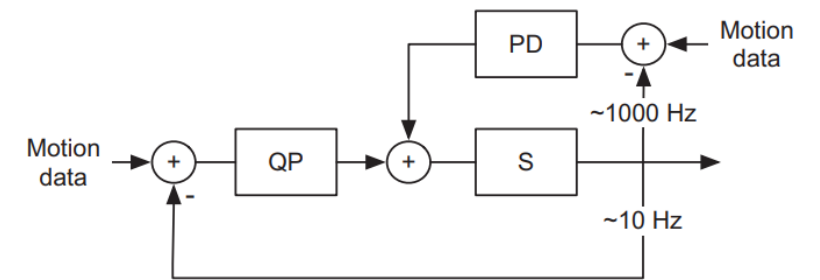 PD
+
Motion
data
-
~1000 Hz
Motion
data
+
QP
+
S
-
~10 Hz